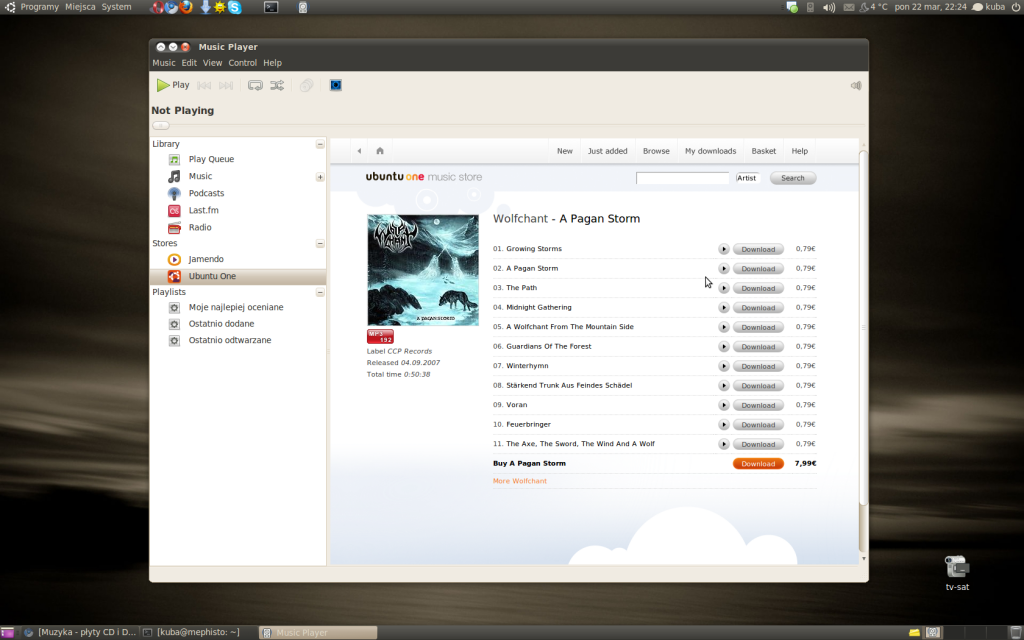 Programy Miejsca System
4 °C pon 22 mar, 22:24 kuba
Music Player
Music Edit View Control Help
Play
Not Playing
Library
Play Queue
Music
Podcasts
Last.fm
Radio
Stores
Jamendo
Ubuntu One
Playlists
Moje najlepiej oceniane
Ostatnio dodane
Ostatnio odtwarzane
New Just added Browse My downloads Basket Help
ubuntu one music store
Artist Search
WOLFCHANT
A PAGAN STORM
MP3
192
Label CCP Records
Released 04.09.2007
Total time 0:50:38
Wolfchant - A Pagan Storm
01. Growing Storms Download 0,79€
02. A Pagan Storm Download 0,79€
03. The Path Download 0,79€
04. Midnight Gathering Download 0,79€
05. A Wolfchant From The Mountain Side Download 0,79€
06. Guardians Of The Forest Download 0,79€
07. Winterhymn Download 0,79€
08. Stärkend Trunk Aus Feindes Schädel Download 0,79€
09. Voran Download 0,79€
10. Feuerbringer Download 0,79€
11. The Axe, The Sword, The Wind And A Wolf Download 0,79€
Buy A Pagan Storm Download 7,99€
More Wolfchant
tv-sat
[Muzyka - płyty CD i D... [kuba@mephisto: ~] Music Player